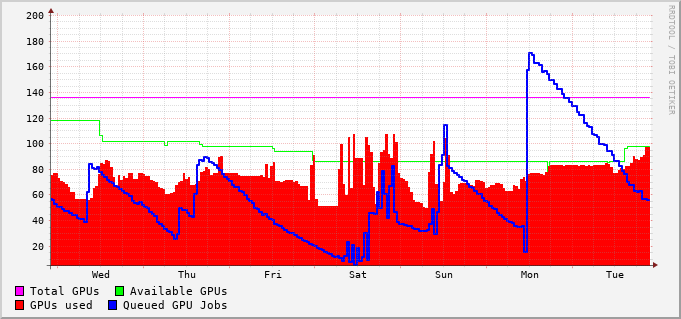 200
180
160
140
120
100
80
60
40
20
Wed Thu Fri Sat Sun Mon Tue
Total GPUs Available GPUs
GPUs used Queued GPU Jobs
RRDTOOL / TOBI OETIKER